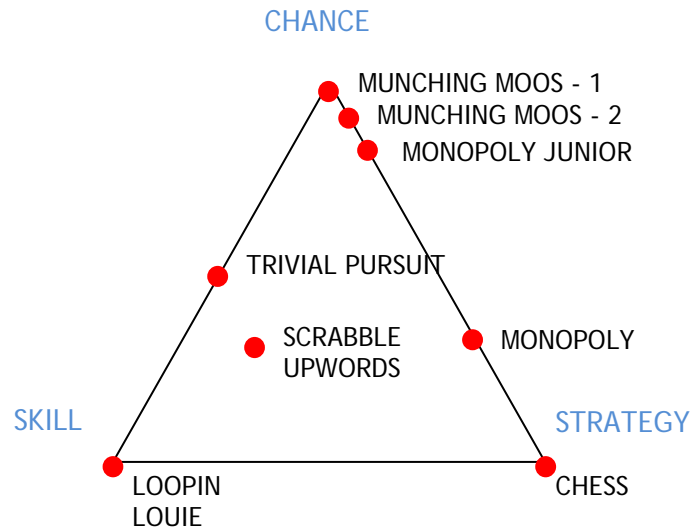 CHANCE
MUNCHING MOOS - 1
MUNCHING MOOS - 2
MONOPOLY JUNIOR
TRIVIAL PURSUIT
SCRABBLE
UPWORDS
MONOPOLY
SKILL
STRATEGY
LOOPIN
LOUIE
CHESS